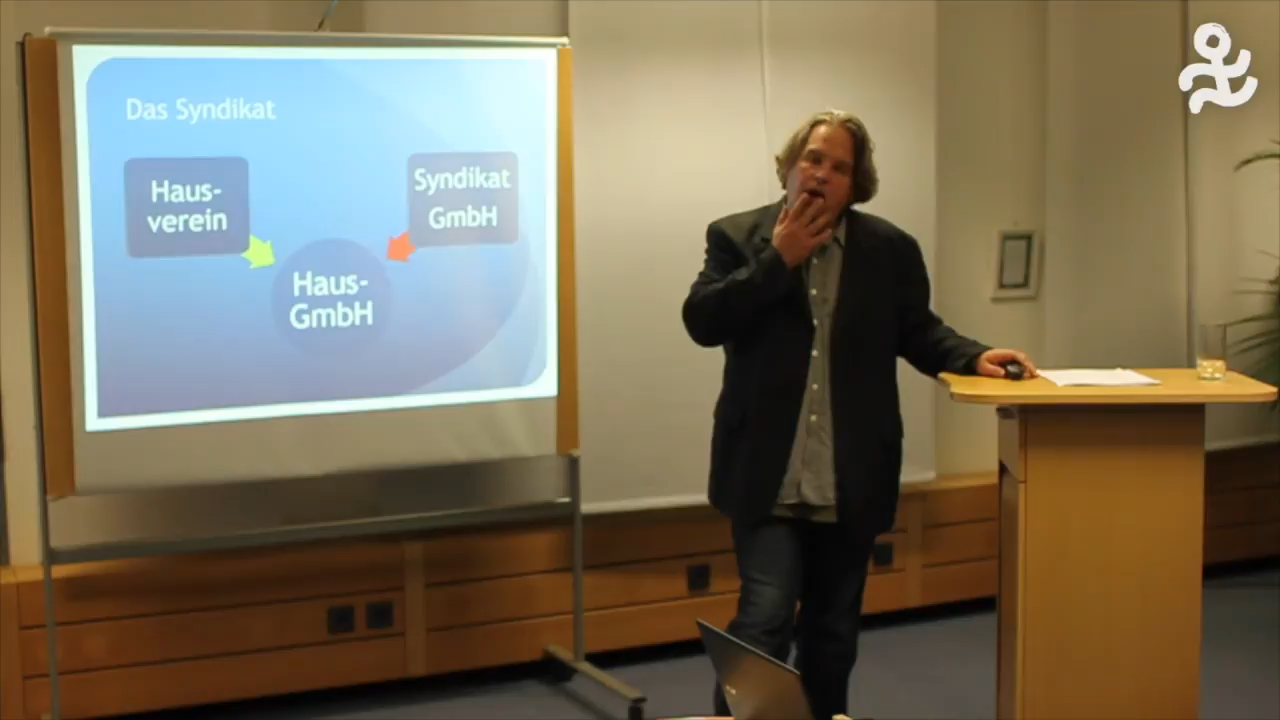 Das Syndikat
Haus-
verein
Syndikat
GmbH
Haus-
GmbH